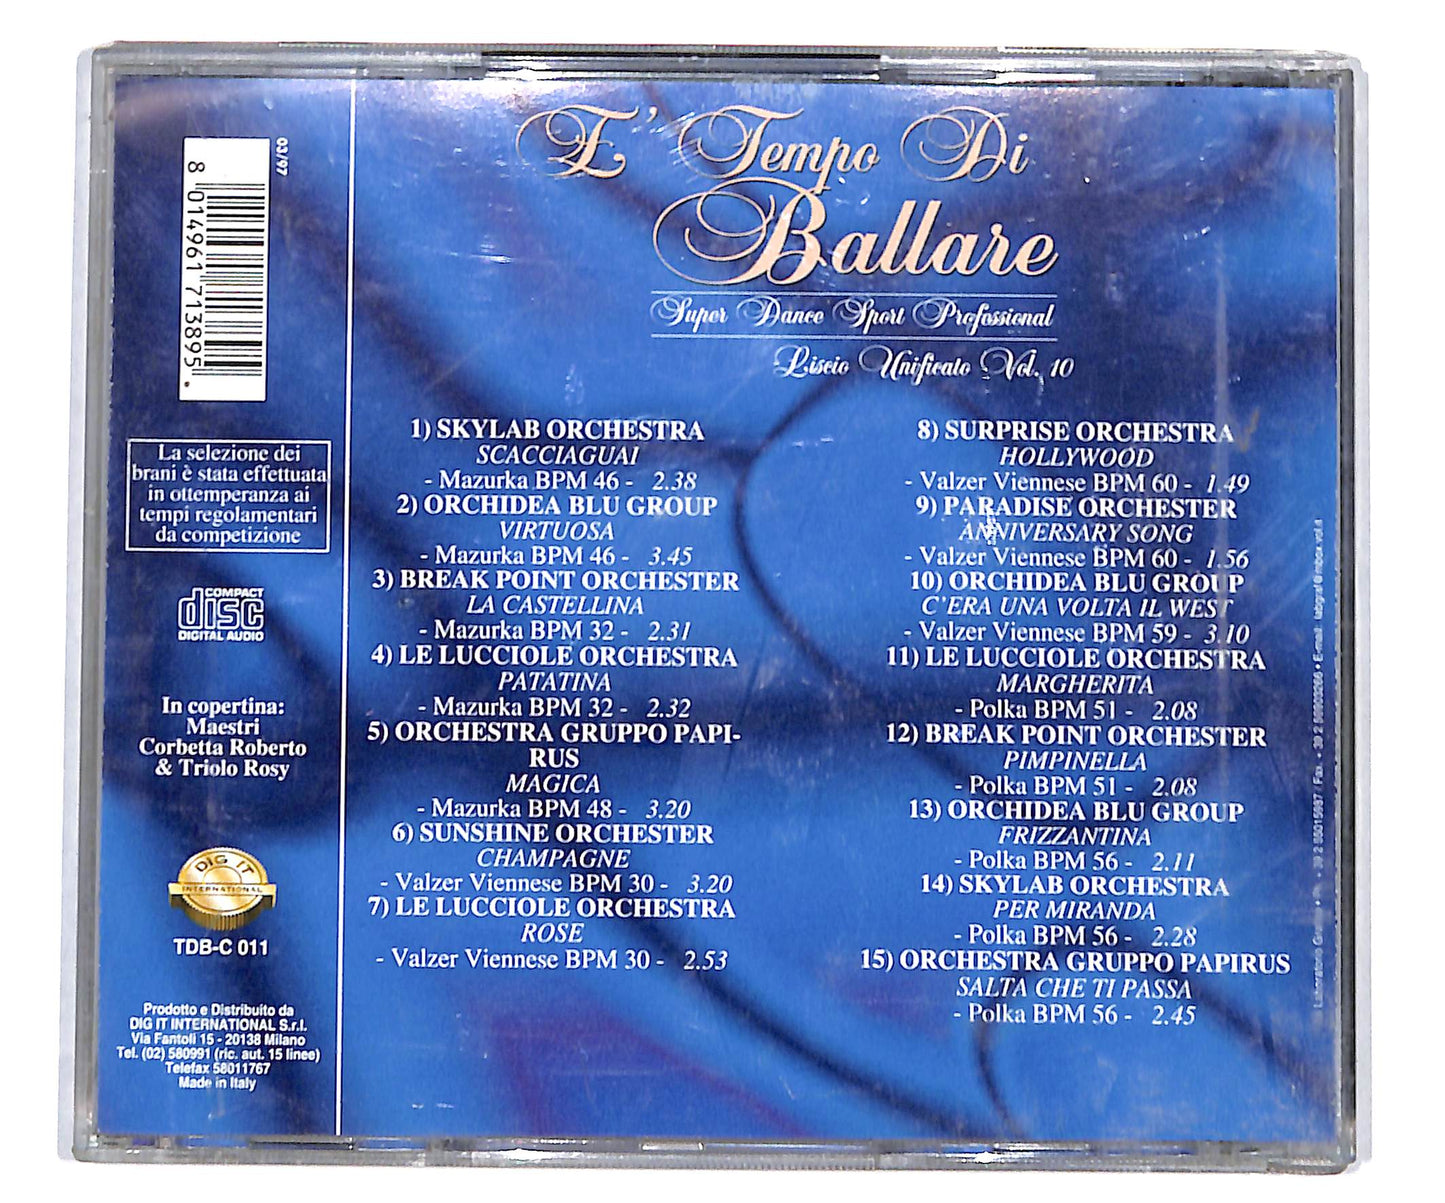 E' Tempo Di
Ballare
Super Dance Sport Professional
Liscio Unificato Vol. 10
03/97
8 014961 713895
La selezione dei
brani è stata effettuata
in ottemperanza ai
tempi regolamentari
da competizione
COMPACT
disc
DIGITAL AUDIO
In copertina:
Maestri
Corbetta Roberto
& Triolo Rosy
DIG IT
INTERNATIONAL
TDB-C 011
Prodotto e Distribuito da
DIG IT INTERNATIONAL S.r.l.
Via Fantoli 15 - 20138 Milano
Tel. (02) 580991 (ric. aut. 15 linee)
Telefax 58011767
Made in Italy
1) SKYLAB ORCHESTRA
SCACCIAGUAI
- Mazurka BPM 46 - 2.38
2) ORCHIDEA BLU GROUP
VIRTUOSA
- Mazurka BPM 46 - 3.45
3) BREAK POINT ORCHESTER
LA CASTELLINA
- Mazurka BPM 32 - 2.31
4) LE LUCCIOLE ORCHESTRA
PATATINA
- Mazurka BPM 32 - 2.32
5) ORCHESTRA GRUPPO PAPI-
RUS
MAGICA
- Mazurka BPM 48 - 3.20
6) SUNSHINE ORCHESTER
CHAMPAGNE
- Valzer Viennese BPM 30 - 3.20
7) LE LUCCIOLE ORCHESTRA
ROSE
- Valzer Viennese BPM 30 - 2.53
8) SURPRISE ORCHESTRA
HOLLYWOOD
- Valzer Viennese BPM 60 - 1.49
9) PARADISE ORCHESTER
ANNIVERSARY SONG
- Valzer Viennese BPM 60 - 1.56
10) ORCHIDEA BLU GROUP
C'ERA UNA VOLTA IL WEST
- Valzer Viennese BPM 59 - 3.10
11) LE LUCCIOLE ORCHESTRA
MARGHERITA
- Polka BPM 51 - 2.08
12) BREAK POINT ORCHESTER
PIMPINELLA
- Polka BPM 51 - 2.08
13) ORCHIDEA BLU GROUP
FRIZZANTINA
- Polka BPM 56 - 2.11
14) SKYLAB ORCHESTRA
PER MIRANDA
- Polka BPM 56 - 2.28
15) ORCHESTRA GRUPPO PAPIRUS
SALTA CHE TI PASSA
- Polka BPM 56 - 2.45
Laboratorio